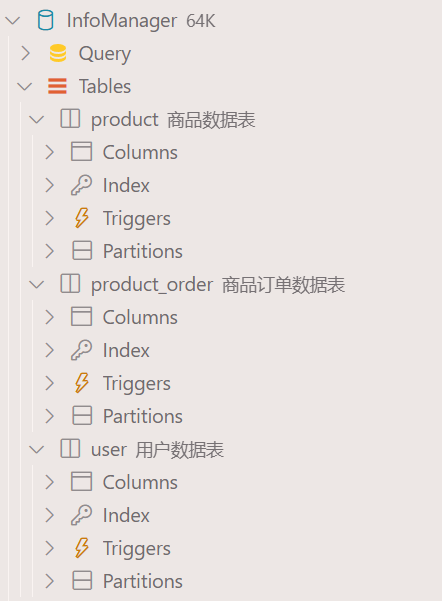 InfoManager 64K
Query
Tables
product 商品数据表
Columns
Index
Triggers
Partitions
product_order 商品订单数据表
Columns
Index
Triggers
Partitions
user 用户数据表
Columns
Index
Triggers
Partitions